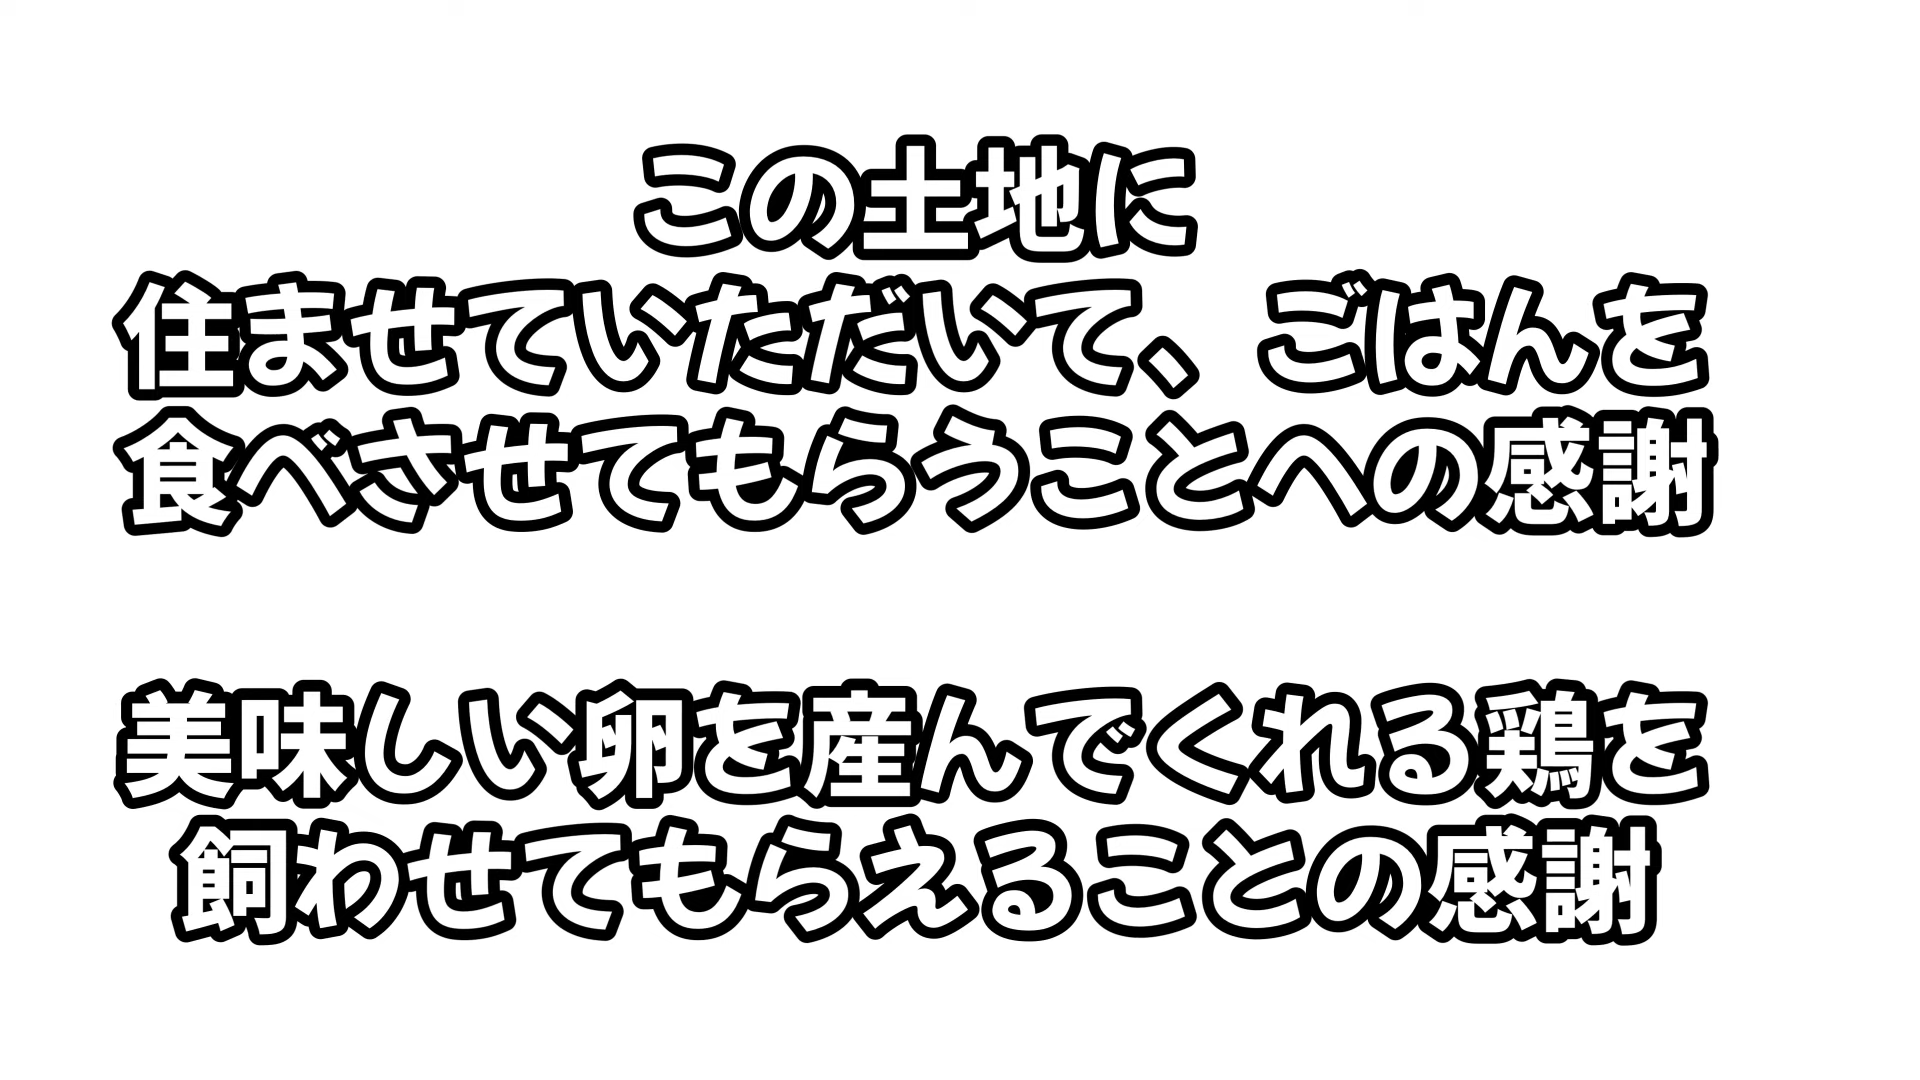 この土地に
住ませていただいて、ごはんを
食べさせてもらうことへの感謝
美味しい卵を産んでくれる鶏を
飼わせてもらえることの感謝